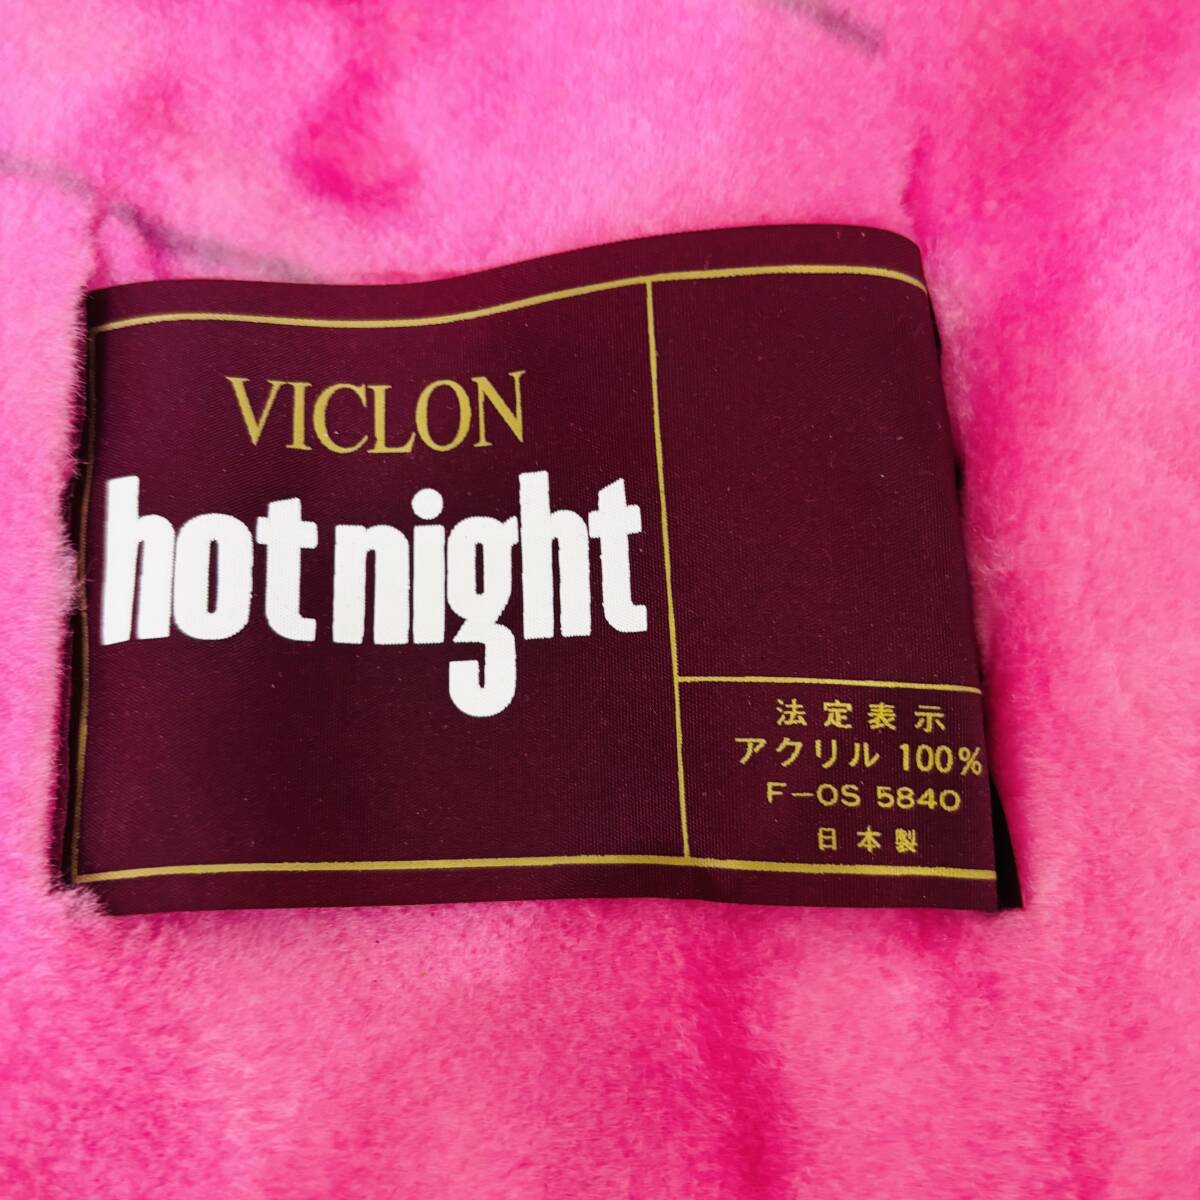 VICLON
hot night
法定表示
アクリル 100%
F-OS 5840
日本製